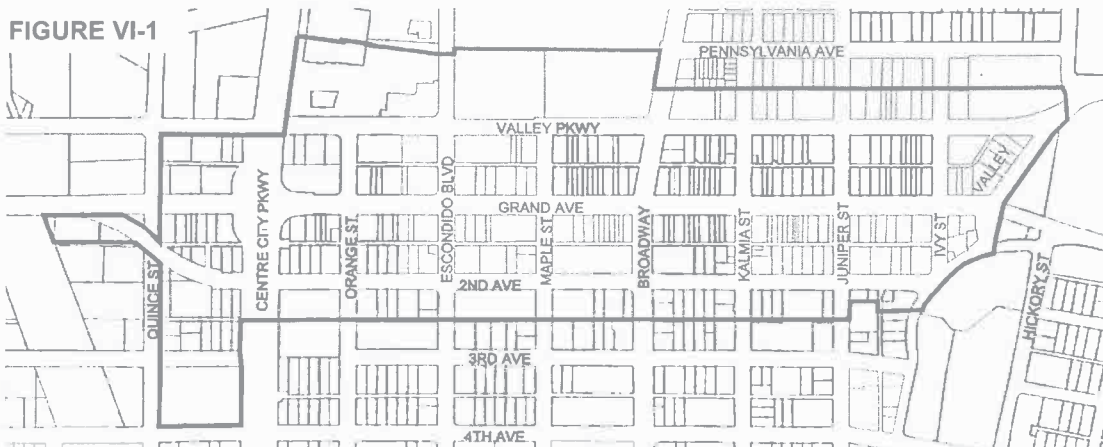 FIGURE VI-1
PENNSYLVANIA AVE
VALLEY PKWY
VALLEY
GRAND AVE
QUINCE ST
CENTRE CITY PKWY
ORANGE ST.
ESCONDIDO BLVD
MAPLE ST
BROADWAY
KALMIA ST
JUNIPER ST
IVY ST
HICKORY ST
2ND AVE
3RD AVE
4TH AVE